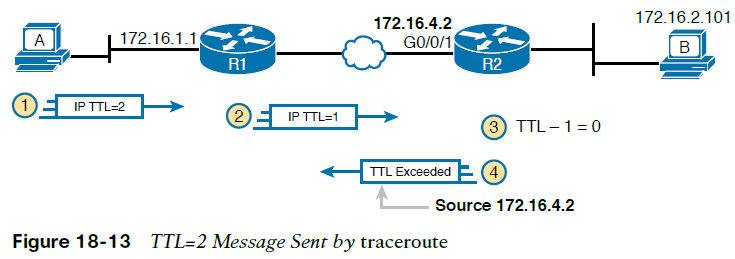 172.16.4.2
172.16.2.101
A
172.16.1.1
G0/0/1
B
R1
R2
1
IP TTL=2
2
IP TTL=1
3
TTL – 1 = 0
TTL Exceeded
4
Source 172.16.4.2
Figure 18-13 TTL=2 Message Sent by traceroute